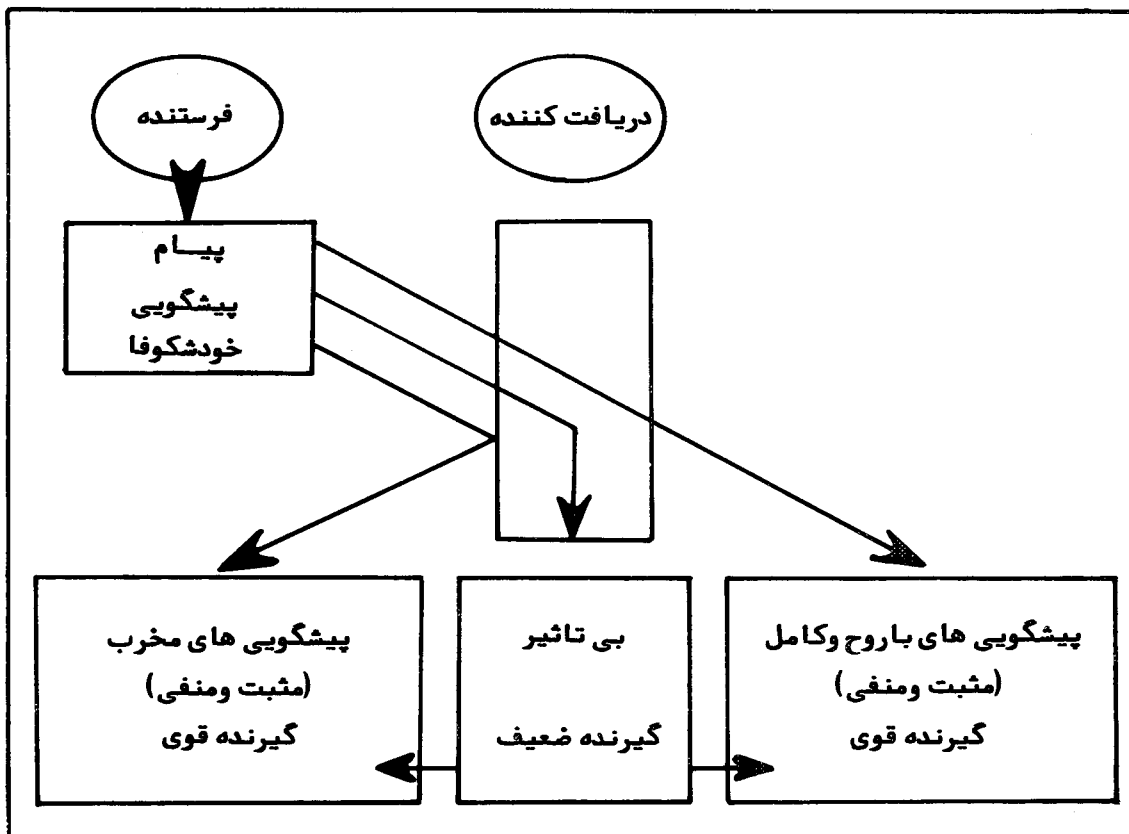 فرستنده
دریافت کننده
پیـــام
پیشگویی
خودشکوفا
پیشگویی های باروح وکامل
(مثبت ومنفی)
گیرنده قوی
بی تاثیر
گیرنده ضعیف
پیشگویی های مخرب
(مثبت ومنفی)
گیرنده قوی